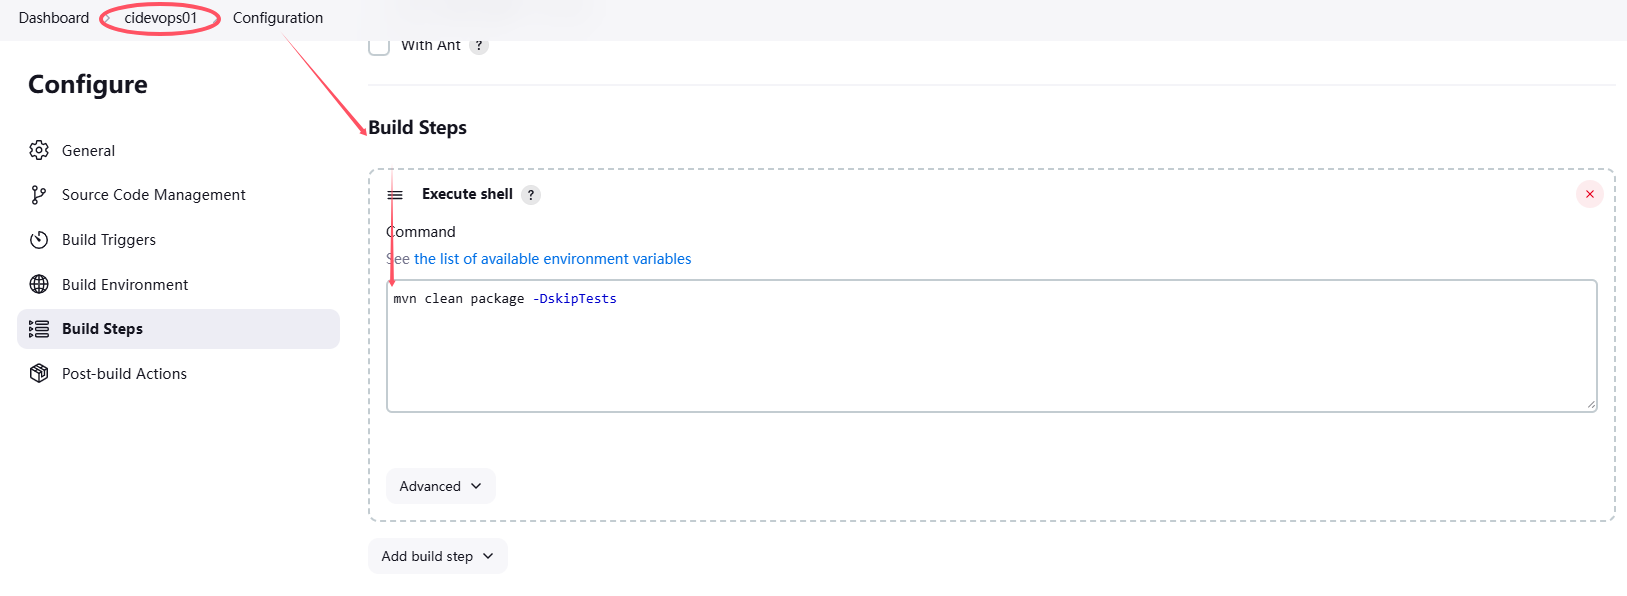 Dashboard cidevops01 Configuration
With Ant ?
Configure
General
Source Code Management
Build Triggers
Build Environment
Build Steps
Post-build Actions
Build Steps
Execute shell ?
Command
See the list of available environment variables
mvn clean package -DskipTests
Advanced
Add build step